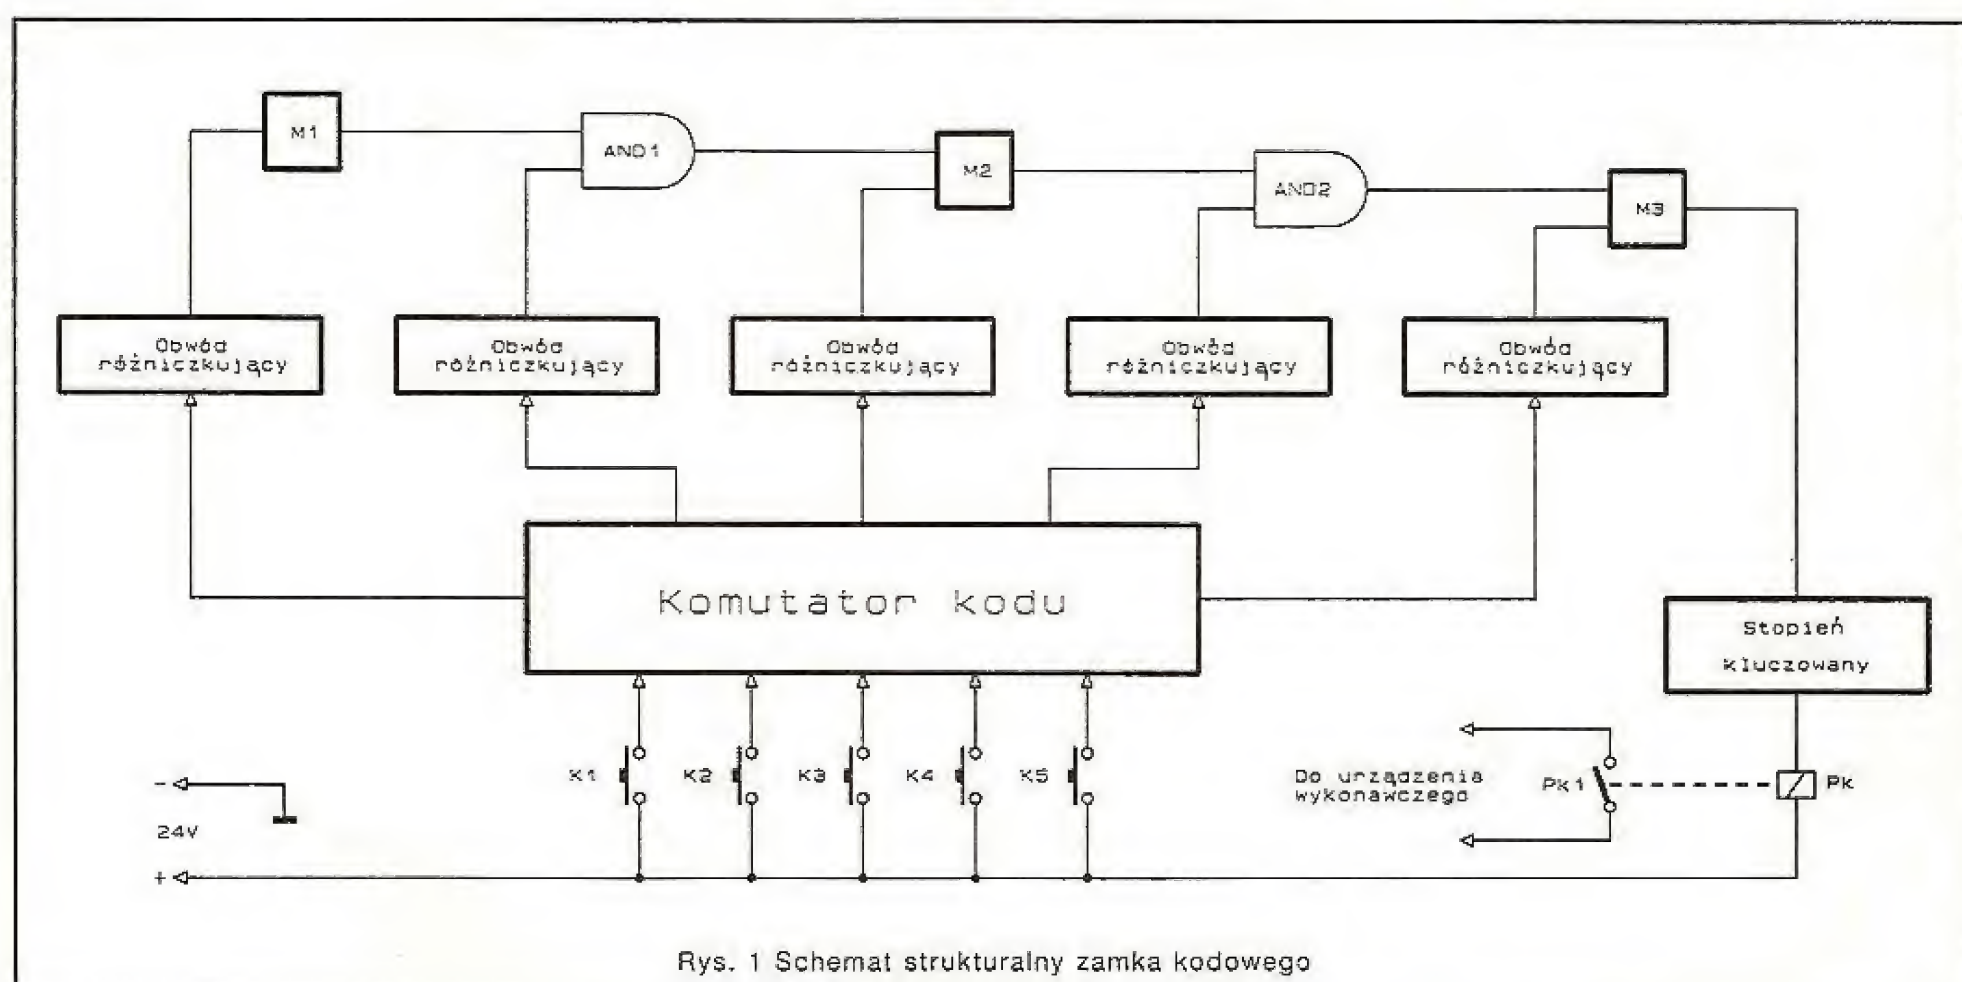 M1
AND1
M2
AND2
M3
Obwód
różniczkujący
Obwód
różniczkujący
Obwód
różniczkujący
Obwód
różniczkujący
Obwód
różniczkujący
Komutator kodu
Stopień
kluczowany
K1
K2
K3
K4
K5
Do urządzenia
wykonawczego
Pk1
Pk
-
24V
+
Rys. 1 Schemat strukturalny zamka kodowego